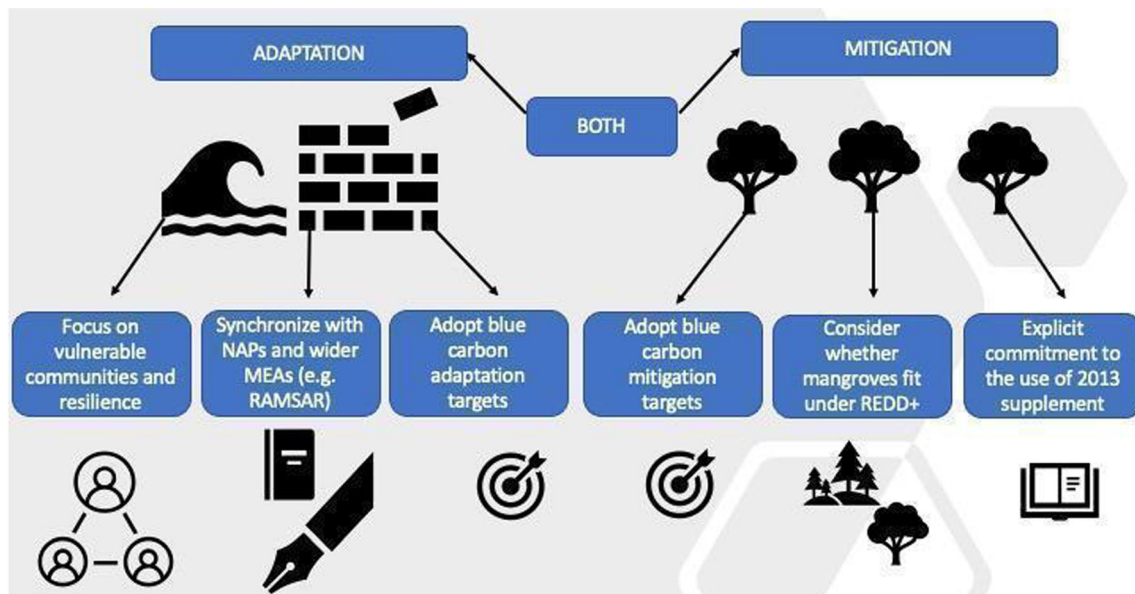 ADAPTATION
MITIGATION
BOTH
Focus on
vulnerable
communities and
resilience
Synchronize with
NAPs and wider
MEAs (e.g.
RAMSAR)
Adopt blue
carbon
adaptation
targets
Adopt blue
carbon
mitigation
targets
Consider
whether
mangroves fit
under REDD+
Explicit
commitment to
the use of 2013
supplement